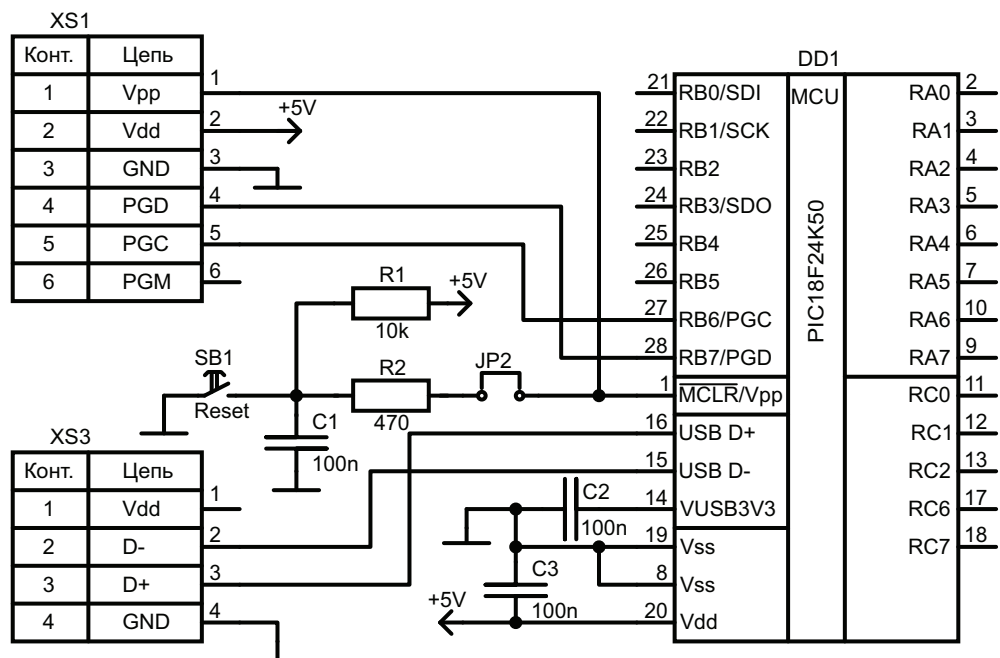 XS1
Конт. Цепь
1 Vpp 1
2 Vdd 2 +5V
3 GND 3
4 PGD 4
5 PGC 5
6 PGM 6
R1
10k
+5V
SB1
Reset
R2
470
JP2
C1
100n
XS3
Конт. Цепь
1 Vdd 1
2 D- 2
3 D+ 3
4 GND 4
C2
100n
C3
100n
+5V
DD1
MCU
PIC18F24K50
21 RB0/SDI
22 RB1/SCK
23 RB2
24 RB3/SDO
25 RB4
26 RB5
27 RB6/PGC
28 RB7/PGD
1 MCLR/Vpp
16 USB D+
15 USB D-
14 VUSB3V3
19 Vss
8 Vss
20 Vdd
RA0 2
RA1 3
RA2 4
RA3 5
RA4 6
RA5 7
RA6 10
RA7 9
RC0 11
RC1 12
RC2 13
RC6 17
RC7 18